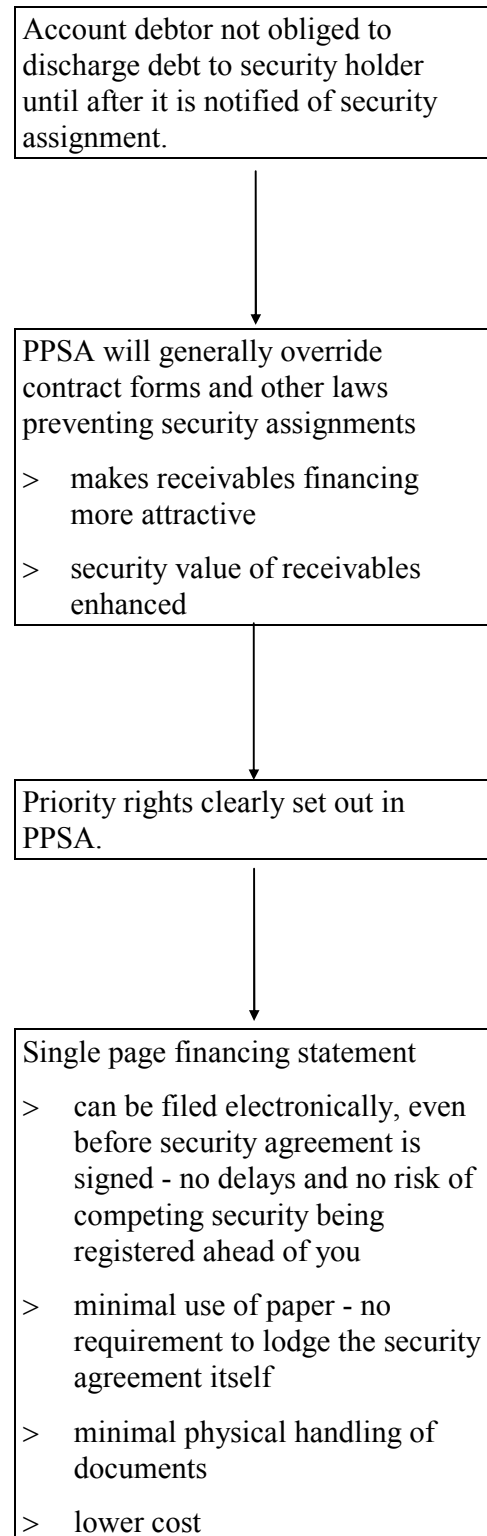 Account debtor not obliged to
discharge debt to security holder
until after it is notified of security
assignment.
PPSA will generally override
contract forms and other laws
preventing security assignments
> makes receivables financing
more attractive
> security value of receivables
enhanced
Priority rights clearly set out in
PPSA.
Single page financing statement
> can be filed electronically, even
before security agreement is
signed - no delays and no risk of
competing security being
registered ahead of you
> minimal use of paper - no
requirement to lodge the security
agreement itself
> minimal physical handling of
documents
> lower cost